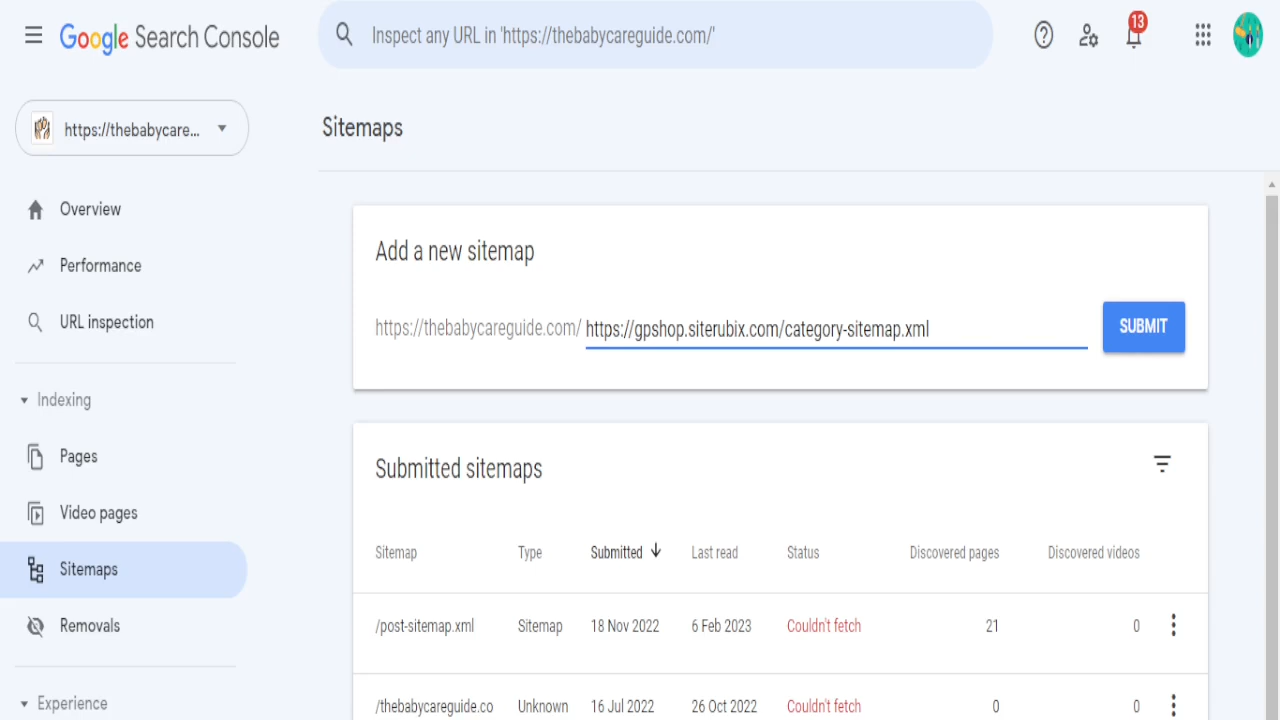 Google Search Console
Inspect any URL in 'https://thebabycareguide.com/'
13
https://thebabycare...
Sitemaps
Overview
Performance
URL inspection
Indexing
Pages
Video pages
Sitemaps
Removals
Experience
Add a new sitemap
https://thebabycareguide.com/ https://gpshop.siterubix.com/category-sitemap.xml
SUBMIT
Submitted sitemaps
Sitemap Type Submitted Last read Status Discovered pages Discovered videos
/post-sitemap.xml Sitemap 18 Nov 2022 6 Feb 2023 Couldn't fetch 21 0
/thebabycareguide.co Unknown 16 Jul 2022 26 Oct 2022 Couldn't fetch 0 0